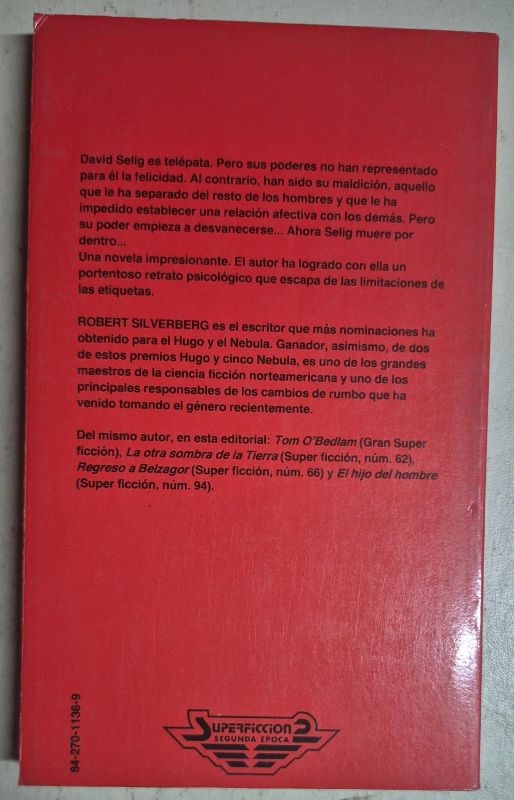 David Selig es telépata. Pero sus poderes no han representado
para él la felicidad. Al contrario, han sido su maldición, aquello
que le ha separado del resto de los hombres y que le ha
impedido establecer una relación afectiva con los demás. Pero
su poder empieza a desvanecerse... Ahora Selig muere por
dentro...
Una novela impresionante. El autor ha logrado con ella un
portentoso retrato psicológico que escapa de las limitaciones de
las etiquetas.
ROBERT SILVERBERG es el escritor que más nominaciones ha
obtenido para el Hugo y el Nebula. Ganador, asimismo, de dos
de estos premios Hugo y cinco Nebula, es uno de los grandes
maestros de la ciencia ficción norteamericana y uno de los
principales responsables de los cambios de rumbo que ha
venido tomando el género recientemente.
Del mismo autor, en esta editorial: Tom O'Bedlam (Gran Super
ficción), La otra sombra de la Tierra (Super ficción, núm. 62),
Regreso a Belzagor (Super ficción, núm. 66) y El hijo del hombre
(Super ficción, núm. 94).
84-270-1136-9
SUPERFICCION 2
SEGUNDA EPOCA